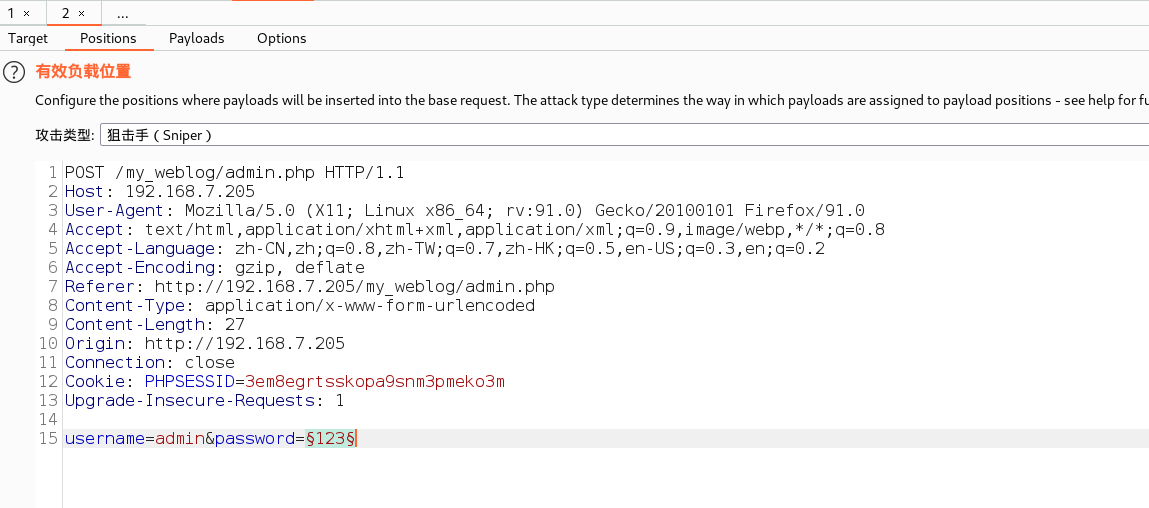 1 × 2 × ...
Target Positions Payloads Options
? 有效负载位置
Configure the positions where payloads will be inserted into the base request. The attack type determines the way in which payloads are assigned to payload positions - see help for fu
攻击类型: 狙击手 ( Sniper )
1 POST /my_weblog/admin.php HTTP/1.1
2 Host: 192.168.7.205
3 User-Agent: Mozilla/5.0 (X11; Linux x86_64; rv:91.0) Gecko/20100101 Firefox/91.0
4 Accept: text/html,application/xhtml+xml,application/xml;q=0.9,image/webp,*/*;q=0.8
5 Accept-Language: zh-CN,zh;q=0.8,zh-TW;q=0.7,zh-HK;q=0.5,en-US;q=0.3,en;q=0.2
6 Accept-Encoding: gzip, deflate
7 Referer: http://192.168.7.205/my_weblog/admin.php
8 Content-Type: application/x-www-form-urlencoded
9 Content-Length: 27
10 Origin: http://192.168.7.205
11 Connection: close
12 Cookie: PHPSESSID=3em8egrtsskopa9snm3pmeko3m
13 Upgrade-Insecure-Requests: 1
14
15 username=admin&password=§123§